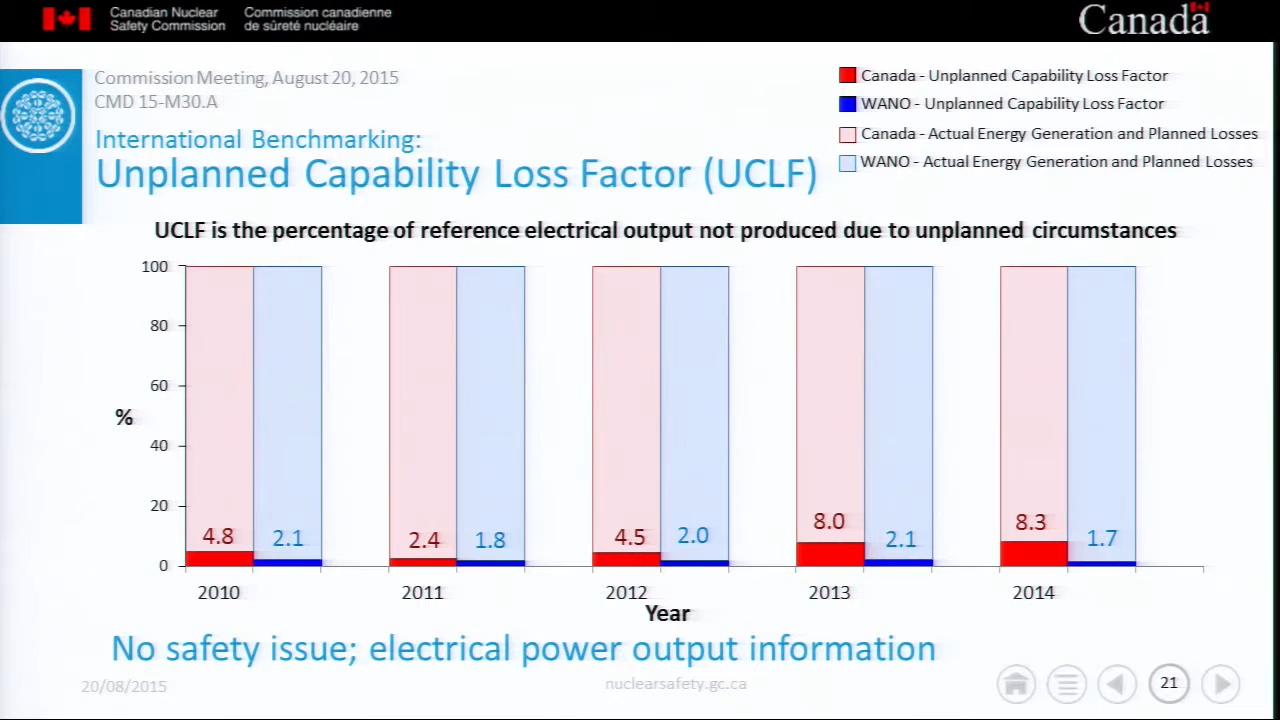 Canadian Nuclear Safety Commission
Commission canadienne de sûreté nucléaire
Canada
Commission Meeting, August 20, 2015
CMD 15-M30.A
International Benchmarking:
Unplanned Capability Loss Factor (UCLF)
Canada - Unplanned Capability Loss Factor
WANO - Unplanned Capability Loss Factor
Canada - Actual Energy Generation and Planned Losses
WANO - Actual Energy Generation and Planned Losses
UCLF is the percentage of reference electrical output not produced due to unplanned circumstances
100
80
60
%
40
20
0
4.8 2.1 2.4 1.8 4.5 2.0 8.0 2.1 8.3 1.7
2010 2011 2012 2013 2014
Year
No safety issue; electrical power output information
20/08/2015
nuclearsafety.gc.ca
21